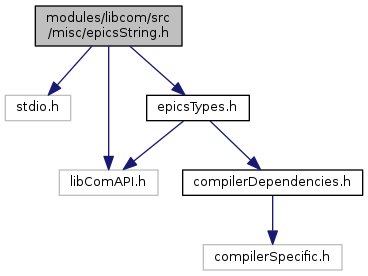 modules/libcom/src
/misc/epicsString.h
stdio.h
epicsTypes.h
libComAPI.h
compilerDependencies.h
compilerSpecific.h